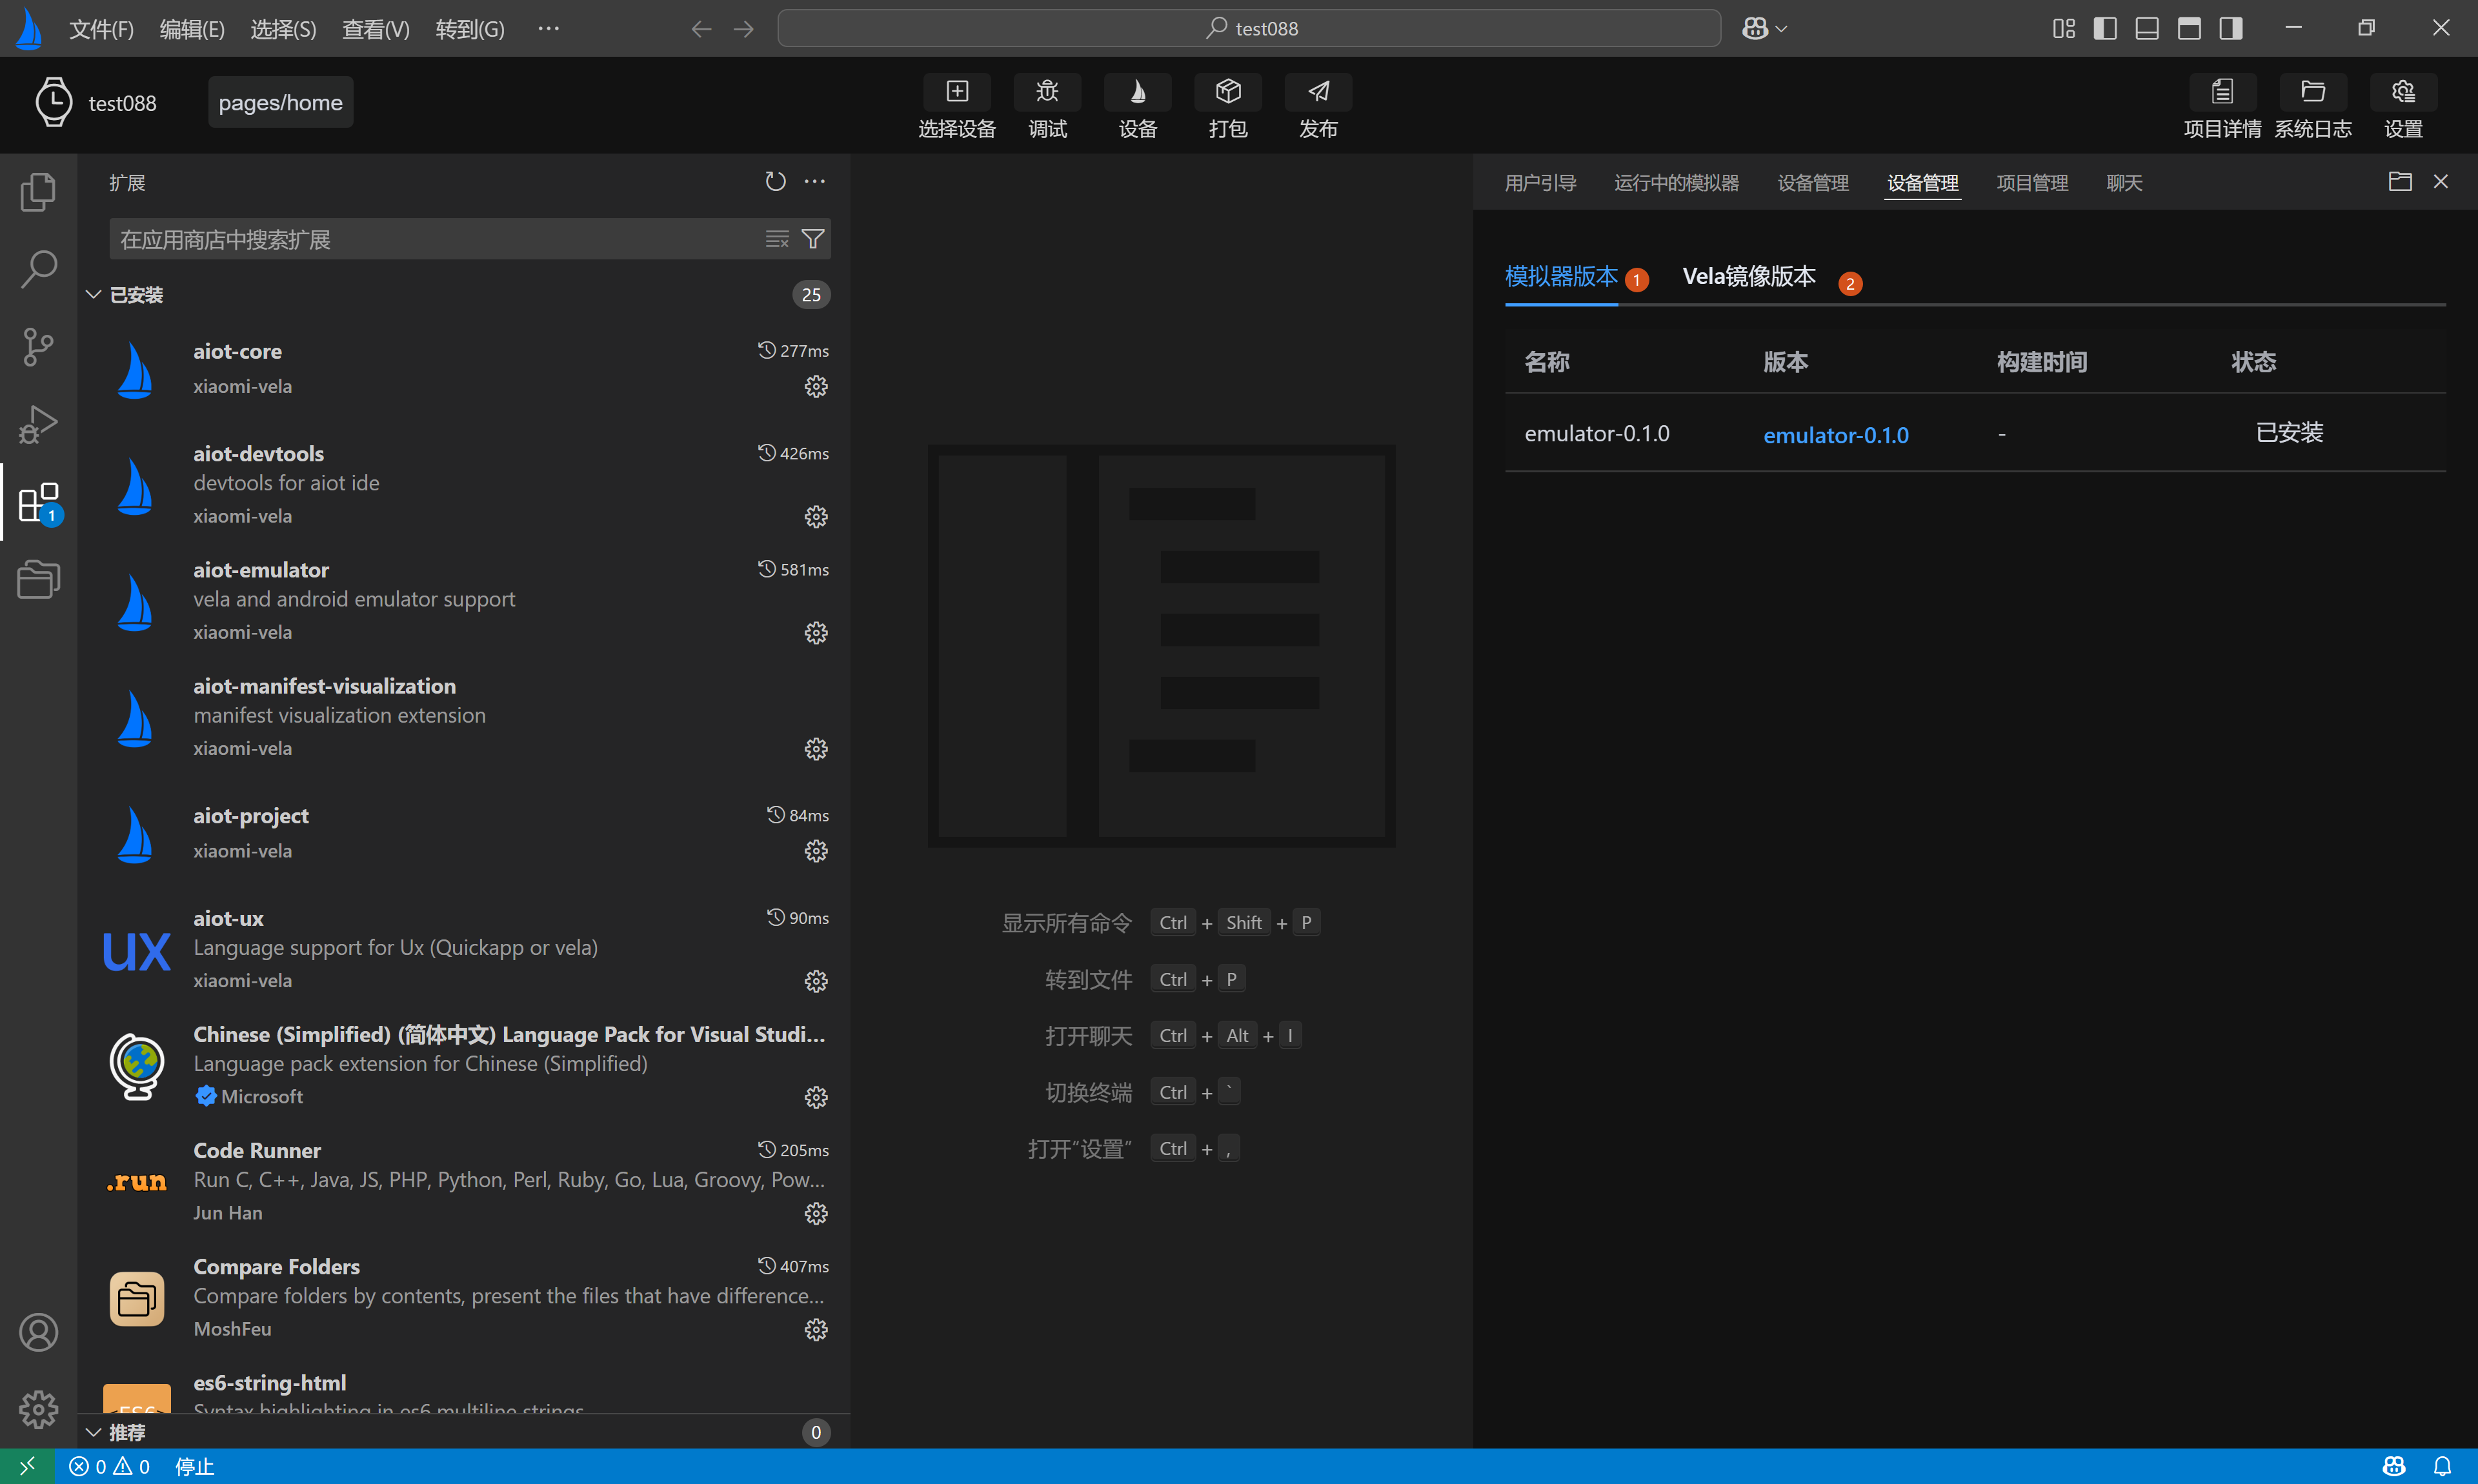 文件(F) 编辑(E) 选择(S) 查看(V) 转到(G) ··· test088
test088 pages/home
选择设备 调试 设备 打包 发布 项目详情 系统日志 设置
扩展
在应用商店中搜索扩展
已安装 25
aiot-core 277ms
xiaomi-vela
aiot-devtools 426ms
devtools for aiot ide
xiaomi-vela
aiot-emulator 581ms
vela and android emulator support
xiaomi-vela
aiot-manifest-visualization
manifest visualization extension
xiaomi-vela
aiot-project 84ms
xiaomi-vela
UX
aiot-ux 90ms
Language support for Ux (Quickapp or vela)
xiaomi-vela
Chinese (Simplified) (简体中文) Language Pack for Visual Studi...
Language pack extension for Chinese (Simplified)
Microsoft
.run
Code Runner 205ms
Run C, C++, Java, JS, PHP, Python, Perl, Ruby, Go, Lua, Groovy, Pow...
Jun Han
Compare Folders 407ms
Compare folders by contents, present the files that have difference...
MoshFeu
es6-string-html
Syntax highlighting in es6 multiline strings
<ES6>
推荐 0
1
显示所有命令 Ctrl + Shift + P
转到文件 Ctrl + P
打开聊天 Ctrl + Alt + I
切换终端 Ctrl + `
打开“设置” Ctrl + ,
用户引导 运行中的模拟器 设备管理 设备管理 项目管理 聊天
模拟器版本 1 Vela镜像版本 2
名称 版本 构建时间 状态
emulator-0.1.0 emulator-0.1.0 - 已安装
0 0 停止